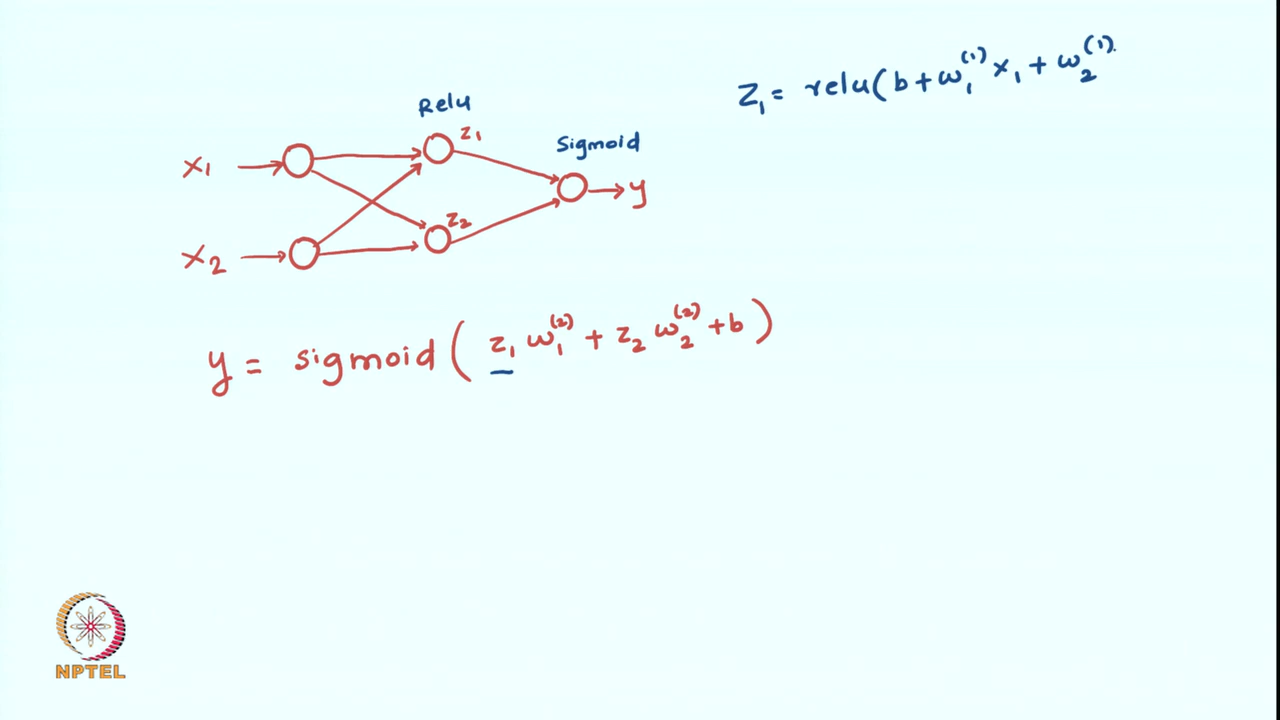 z₁ = relu(b + ω₁⁽¹⁾ x₁ + ω₂⁽¹⁾
Relu
z₁
Sigmoid
x₁
y
z₂
x₂
y = sigmoid ( z₁ ω₁⁽²⁾ + z₂ ω₂⁽²⁾ + b )
NPTEL